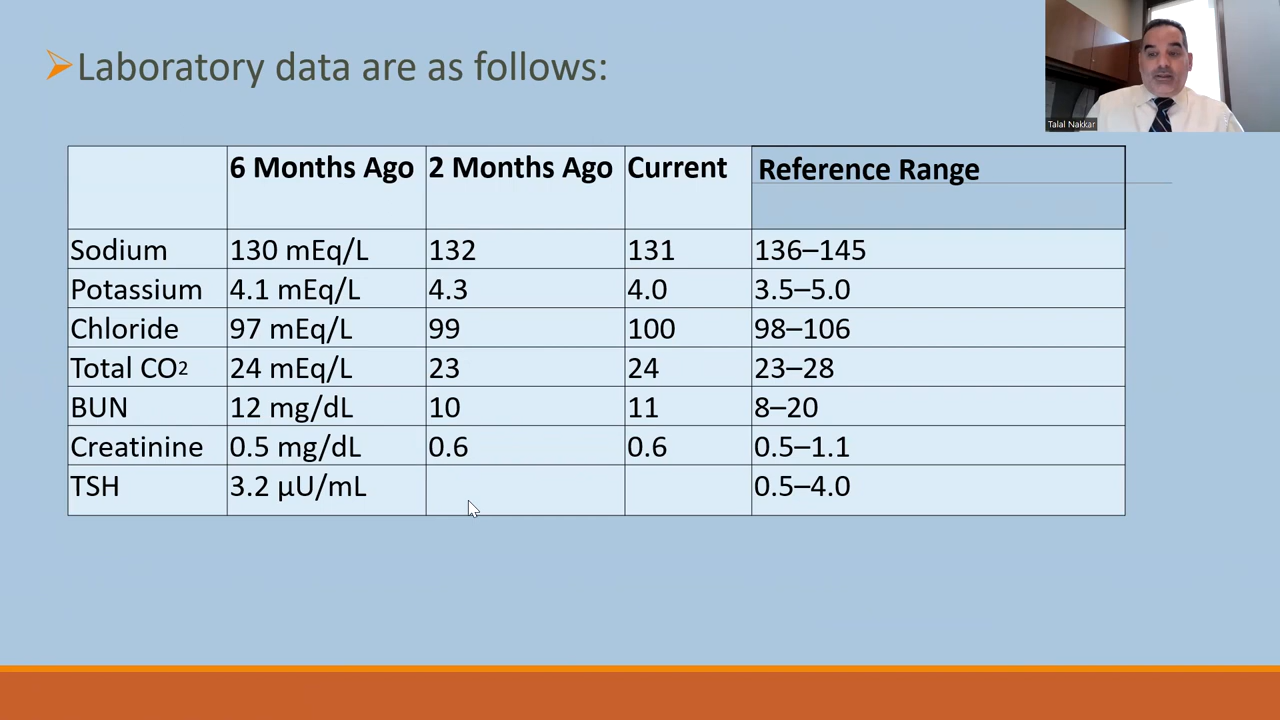 Laboratory data are as follows:
Talal Nakkar
6 Months Ago 2 Months Ago Current Reference Range
Sodium 130 mEq/L 132 131 136–145
Potassium 4.1 mEq/L 4.3 4.0 3.5–5.0
Chloride 97 mEq/L 99 100 98–106
Total CO2 24 mEq/L 23 24 23–28
BUN 12 mg/dL 10 11 8–20
Creatinine 0.5 mg/dL 0.6 0.6 0.5–1.1
TSH 3.2 µU/mL 0.5–4.0